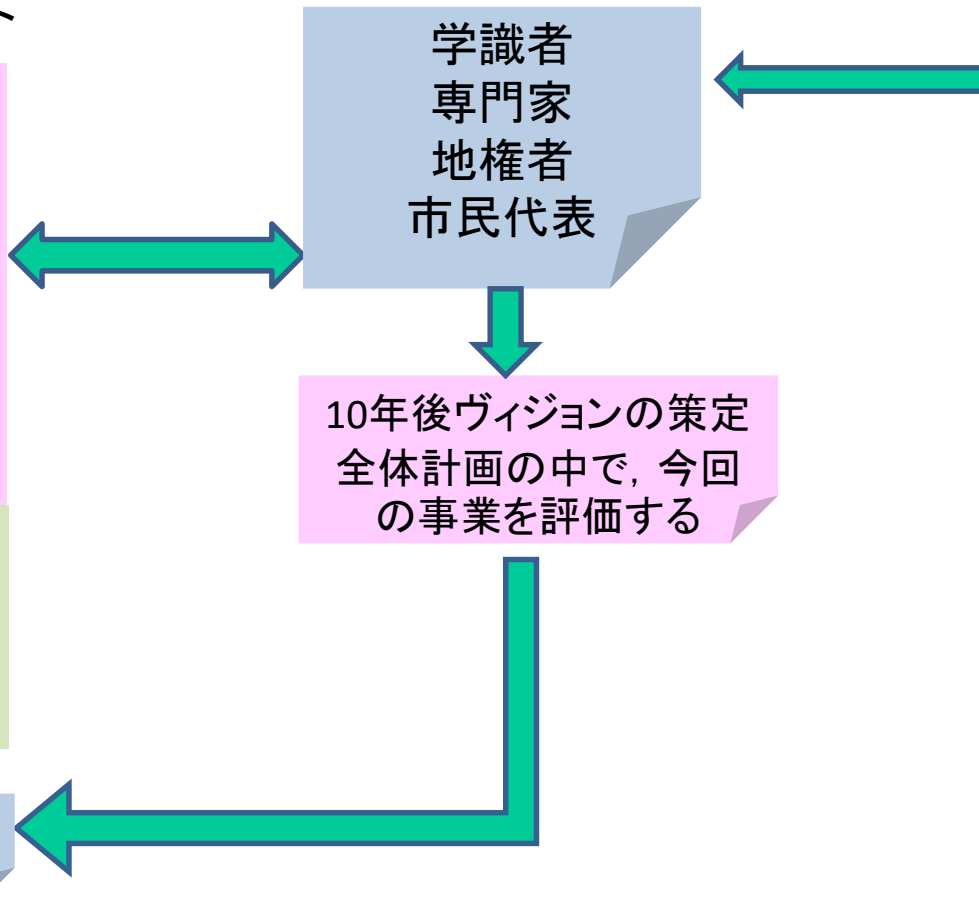 学識者
専門家
地権者
市民代表
10年後ヴィジョンの策定
全体計画の中で，今回
の事業を評価する